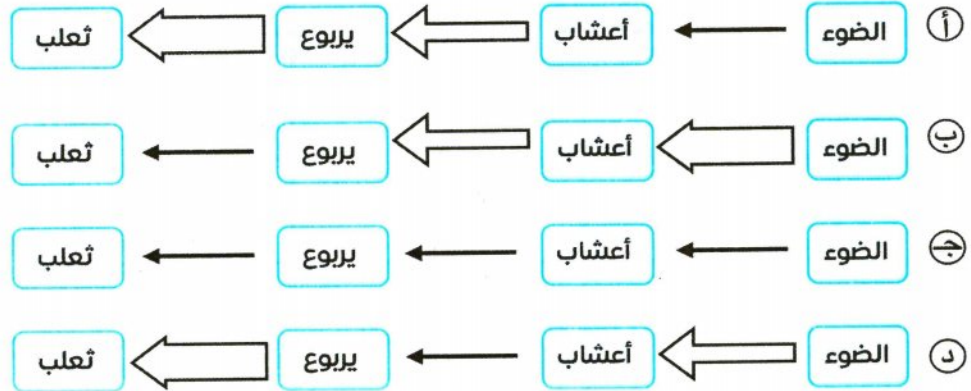 أ الضوء أعشاب يربوع ثعلب
ب الضوء أعشاب يربوع ثعلب
ج الضوء أعشاب يربوع ثعلب
د الضوء أعشاب يربوع ثعلب